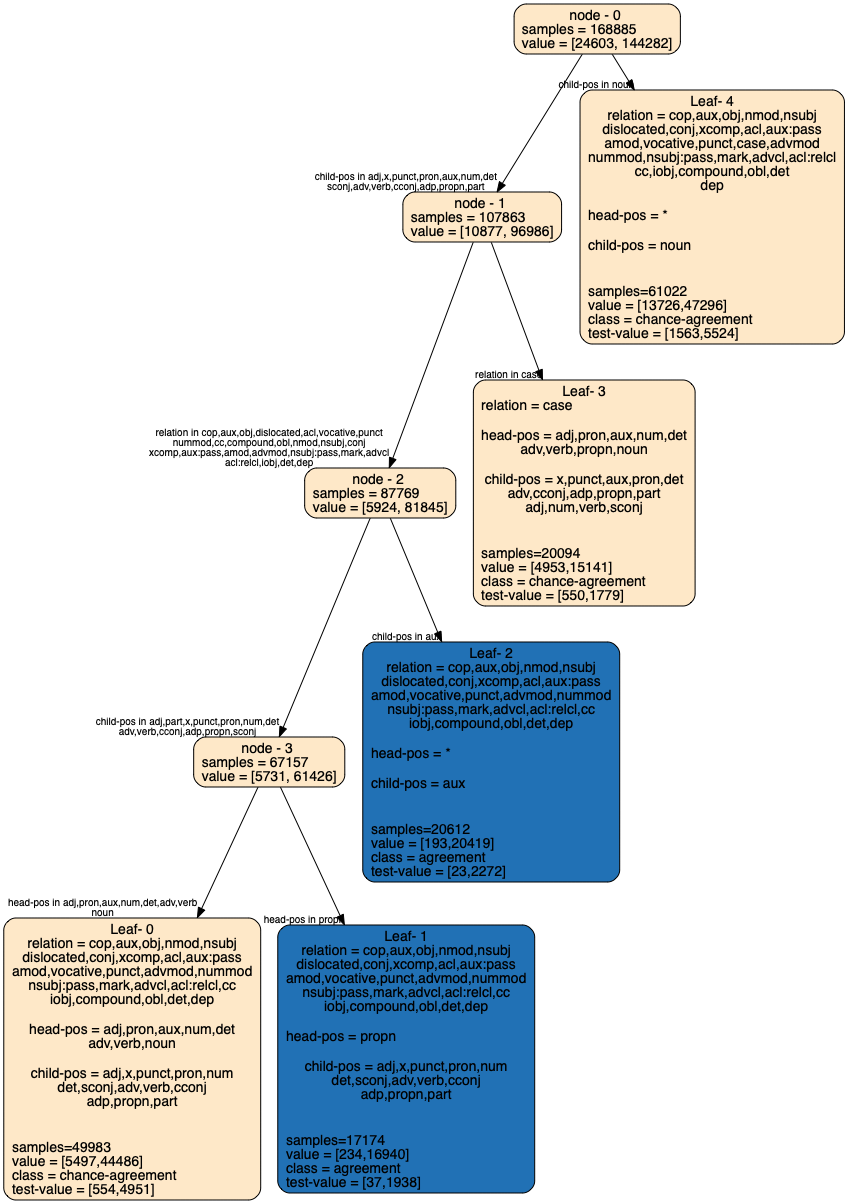 node - 0
samples = 168885
value = [24603, 144282]
child-pos in noun
Leaf- 4
relation = cop,aux,obj,nmod,nsubj
dislocated,conj,xcomp,acl,aux:pass
amod,vocative,punct,case,advmod
nummod,nsubj:pass,mark,advcl,acl:relcl
cc,iobj,compound,obl,det
dep
head-pos = *
child-pos = noun
samples=61022
value = [13726,47296]
class = chance-agreement
test-value = [1563,5524]
child-pos in adj,x,punct,pron,aux,num,det
sconj,adv,verb,cconj,adp,propn,part
node - 1
samples = 107863
value = [10877, 96986]
relation in case
Leaf- 3
relation = case
head-pos = adj,pron,aux,num,det
adv,verb,propn,noun
child-pos = x,punct,aux,pron,det
adv,cconj,adp,propn,part
adj,num,verb,sconj
samples=20094
value = [4953,15141]
class = chance-agreement
test-value = [550,1779]
relation in cop,aux,obj,dislocated,acl,vocative,punct
nummod,cc,compound,obl,nmod,nsubj,conj
xcomp,aux:pass,amod,advmod,nsubj:pass,mark,advcl
acl:relcl,iobj,det,dep
node - 2
samples = 87769
value = [5924, 81845]
child-pos in aux
Leaf- 2
relation = cop,aux,obj,nmod,nsubj
dislocated,conj,xcomp,acl,aux:pass
amod,vocative,punct,advmod,nummod
nsubj:pass,mark,advcl,acl:relcl,cc
iobj,compound,obl,det,dep
head-pos = *
child-pos = aux
samples=20612
value = [193,20419]
class = agreement
test-value = [23,2272]
child-pos in adj,part,x,punct,pron,num,det
adv,verb,cconj,adp,propn,sconj
node - 3
samples = 67157
value = [5731, 61426]
head-pos in adj,pron,aux,num,det,adv,verb
noun
Leaf- 0
relation = cop,aux,obj,nmod,nsubj
dislocated,conj,xcomp,acl,aux:pass
amod,vocative,punct,advmod,nummod
nsubj:pass,mark,advcl,acl:relcl,cc
iobj,compound,obl,det,dep
head-pos = adj,pron,aux,num,det
adv,verb,noun
child-pos = adj,x,punct,pron,num
det,sconj,adv,verb,cconj
adp,propn,part
samples=49983
value = [5497,44486]
class = chance-agreement
test-value = [554,4951]
head-pos in propn
Leaf- 1
relation = cop,aux,obj,nmod,nsubj
dislocated,conj,xcomp,acl,aux:pass
amod,vocative,punct,advmod,nummod
nsubj:pass,mark,advcl,acl:relcl,cc
iobj,compound,obl,det,dep
head-pos = propn
child-pos = adj,x,punct,pron,num
det,sconj,adv,verb,cconj
adp,propn,part
samples=17174
value = [234,16940]
class = agreement
test-value = [37,1938]